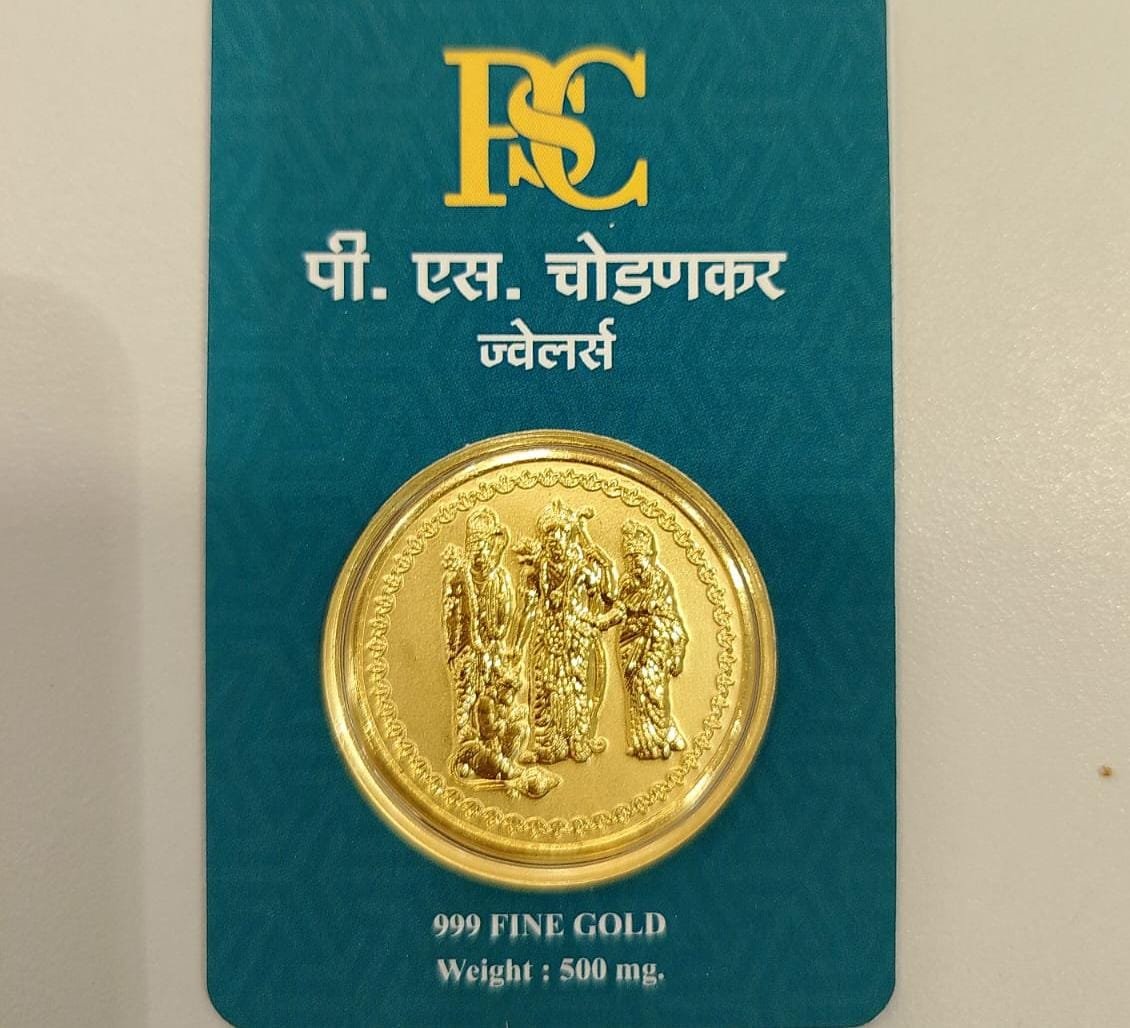 PSC
पी. एस. चोडणकर
ज्वेलर्स
999 FINE GOLD
Weight : 500 mg.